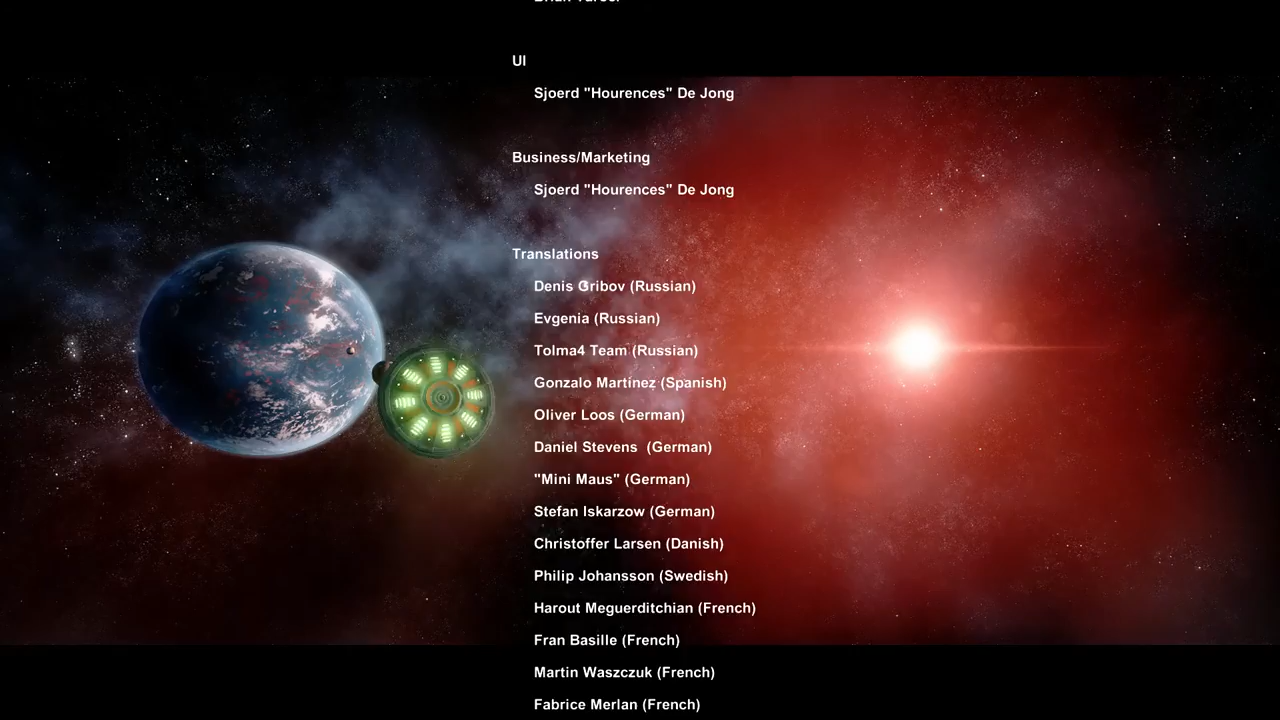 UI
Sjoerd "Hourences" De Jong
Business/Marketing
Sjoerd "Hourences" De Jong
Translations
Denis Gribov (Russian)
Evgenia (Russian)
Tolma4 Team (Russian)
Gonzalo Martínez (Spanish)
Oliver Loos (German)
Daniel Stevens  (German)
"Mini Maus" (German)
Stefan Iskarzow (German)
Christoffer Larsen (Danish)
Philip Johansson (Swedish)
Harout Meguerditchian (French)
Fran Basille (French)
Martin Waszczuk (French)
Fabrice Merlan (French)